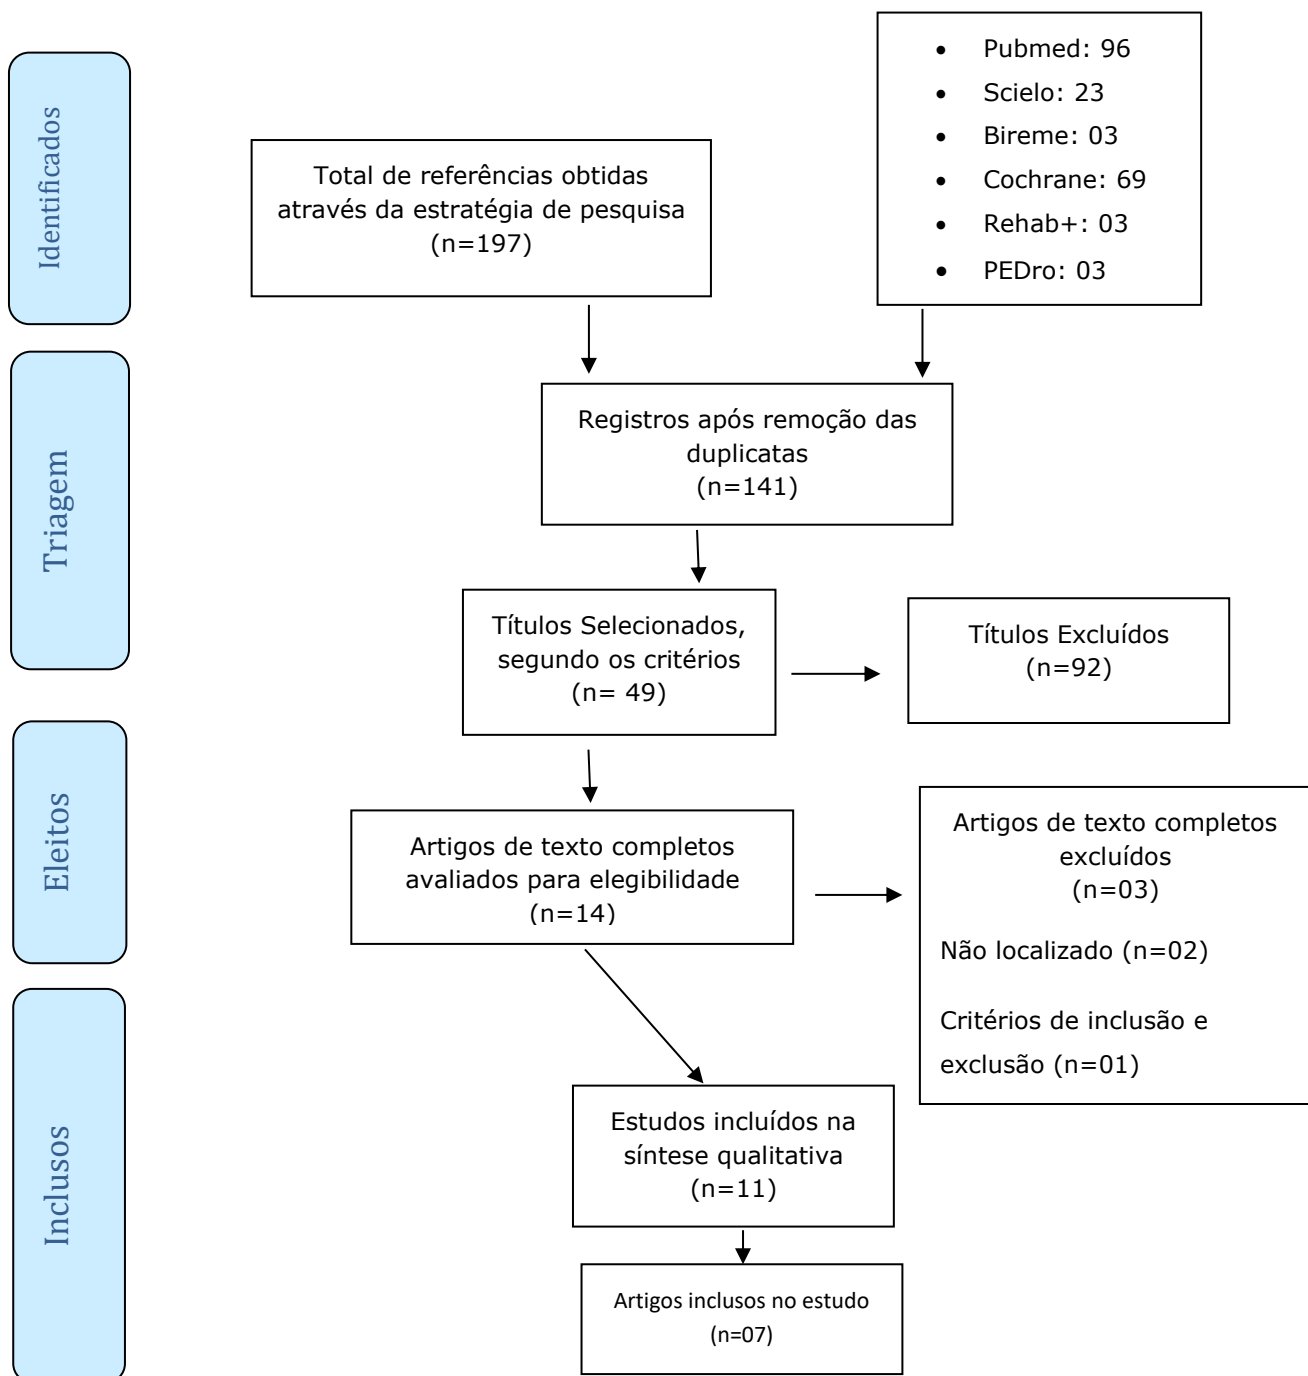 Identificados
Total de referências obtidas
através da estratégia de pesquisa
(n=197)
• Pubmed: 96
• Scielo: 23
• Bireme: 03
• Cochrane: 69
• Rehab+: 03
• PEDro: 03
Triagem
Registros após remoção das
duplicatas
(n=141)
Títulos Selecionados,
segundo os critérios
(n= 49)
Títulos Excluídos
(n=92)
Eleitos
Artigos de texto completos
avaliados para elegibilidade
(n=14)
Artigos de texto completos
excluídos
(n=03)
Não localizado (n=02)
Critérios de inclusão e
exclusão (n=01)
Inclusos
Estudos incluídos na
síntese qualitativa
(n=11)
Artigos inclusos no estudo
(n=07)